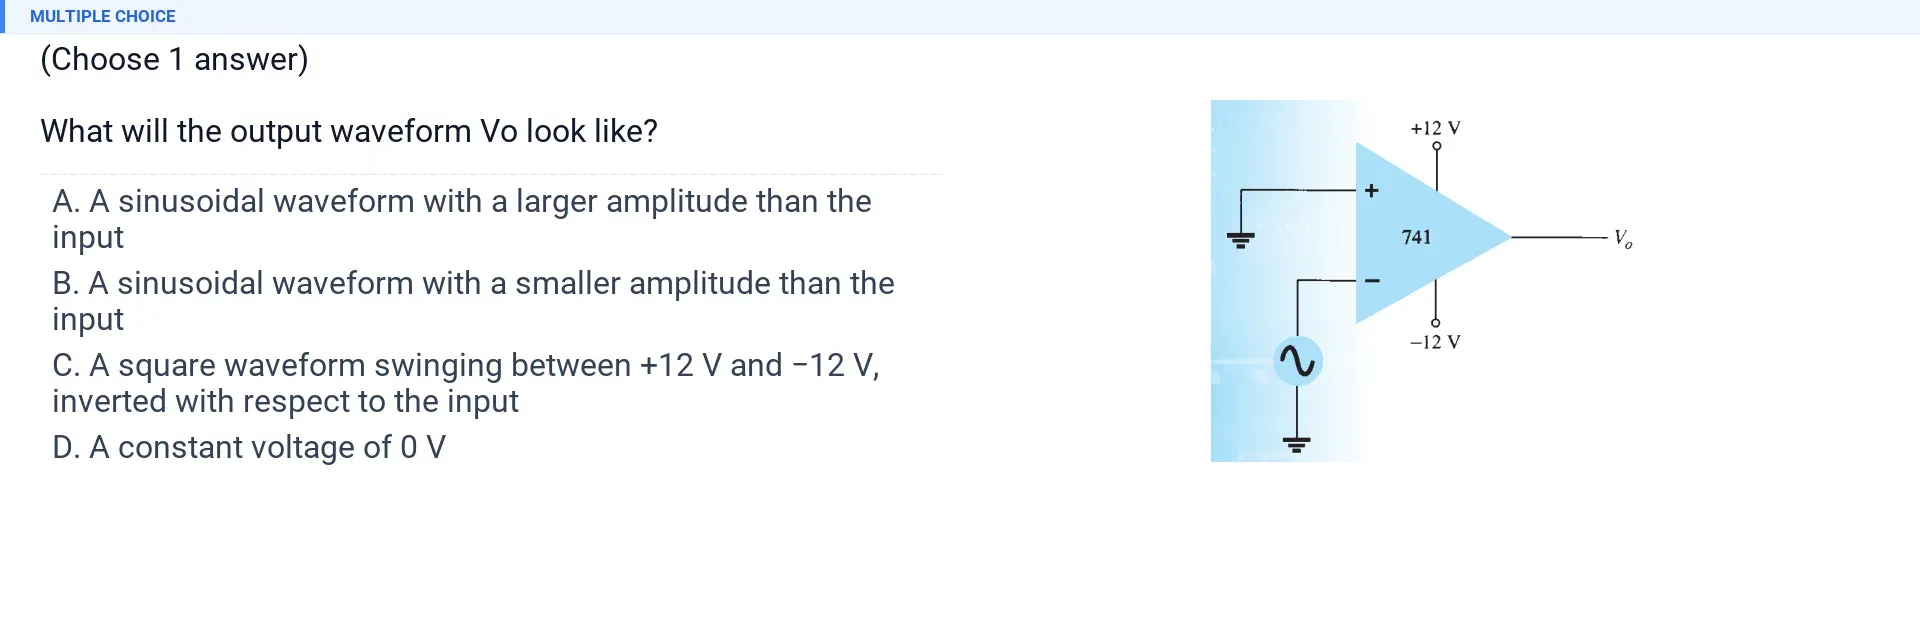 MULTIPLE CHOICE
(Choose 1 answer)
What will the output waveform Vo look like?
A. A sinusoidal waveform with a larger amplitude than the
input
B. A sinusoidal waveform with a smaller amplitude than the
input
C. A square waveform swinging between +12 V and −12 V,
inverted with respect to the input
D. A constant voltage of 0 V
+12 V
+
741
Vo
−
−12 V